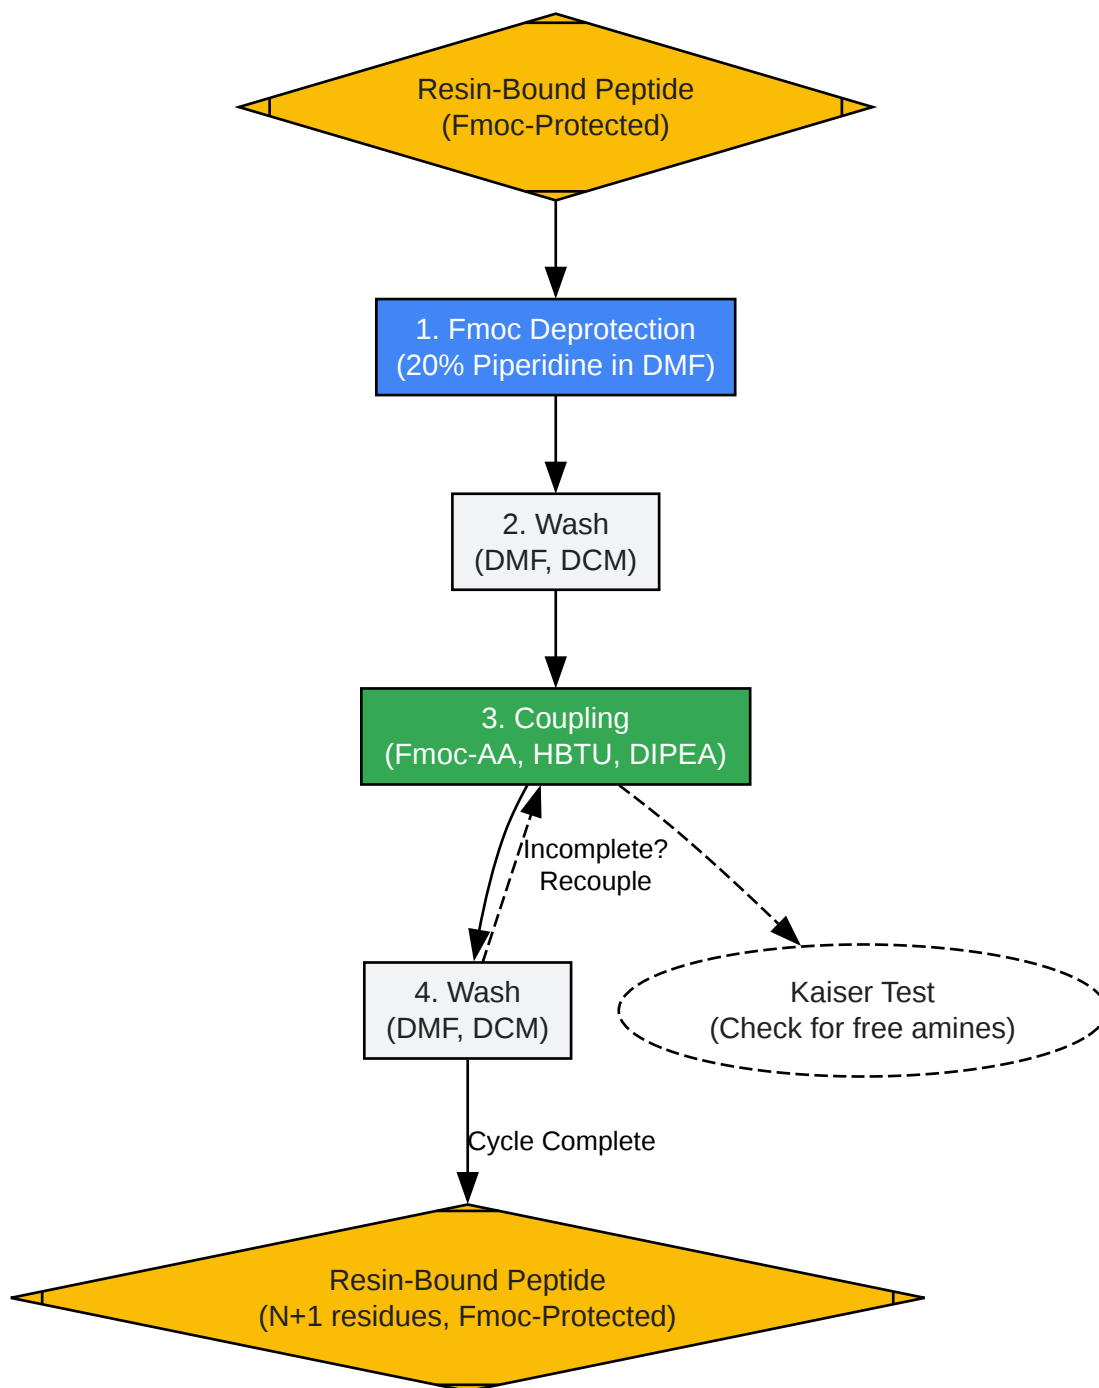 Resin-Bound Peptide
(Fmoc-Protected)
1. Fmoc Deprotection
(20% Piperidine in DMF)
2. Wash
(DMF, DCM)
3. Coupling
(Fmoc-AA, HBTU, DIPEA)
Incomplete?
Recouple
4. Wash
(DMF, DCM)
Kaiser Test
(Check for free amines)
Cycle Complete
Resin-Bound Peptide
(N+1 residues, Fmoc-Protected)